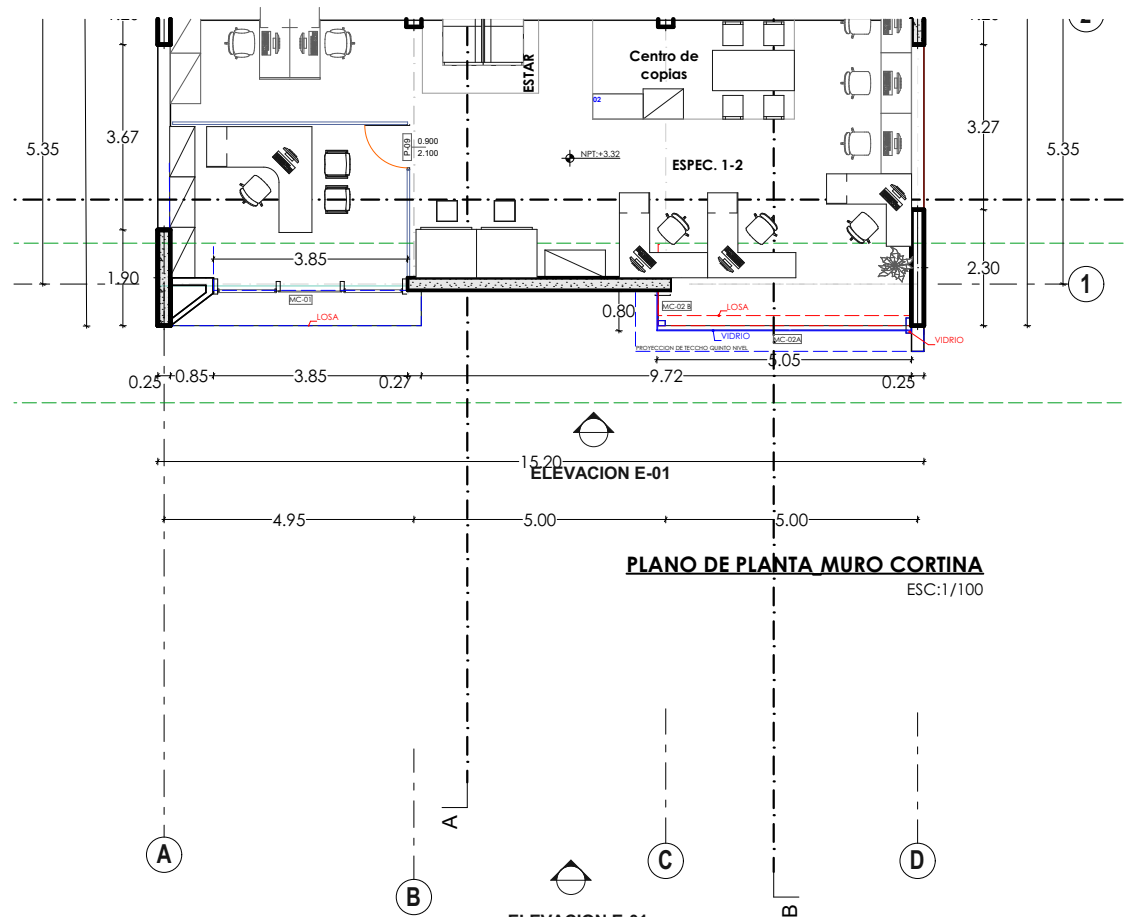 2
Centro de
copias
ESTAR
02
3.67
P-09
0.900
2.100
3.27
5.35
NPT:+3.32
ESPEC. 1-2
5.35
3.85
1.90
2.30
1
MC-01
MC-02 B
LOSA
0.80
LOSA
VIDRIO
MC-02A
VIDRIO
PROYECCION DE TECCHO QUINTO NIVEL
5.05
0.25
0.85
3.85
0.27
9.72
0.25
15.20
ELEVACION E-01
4.95
5.00
5.00
PLANO DE PLANTA_MURO CORTINA
ESC:1/100
A
A
B
C
D
B
ELEVACION E-01